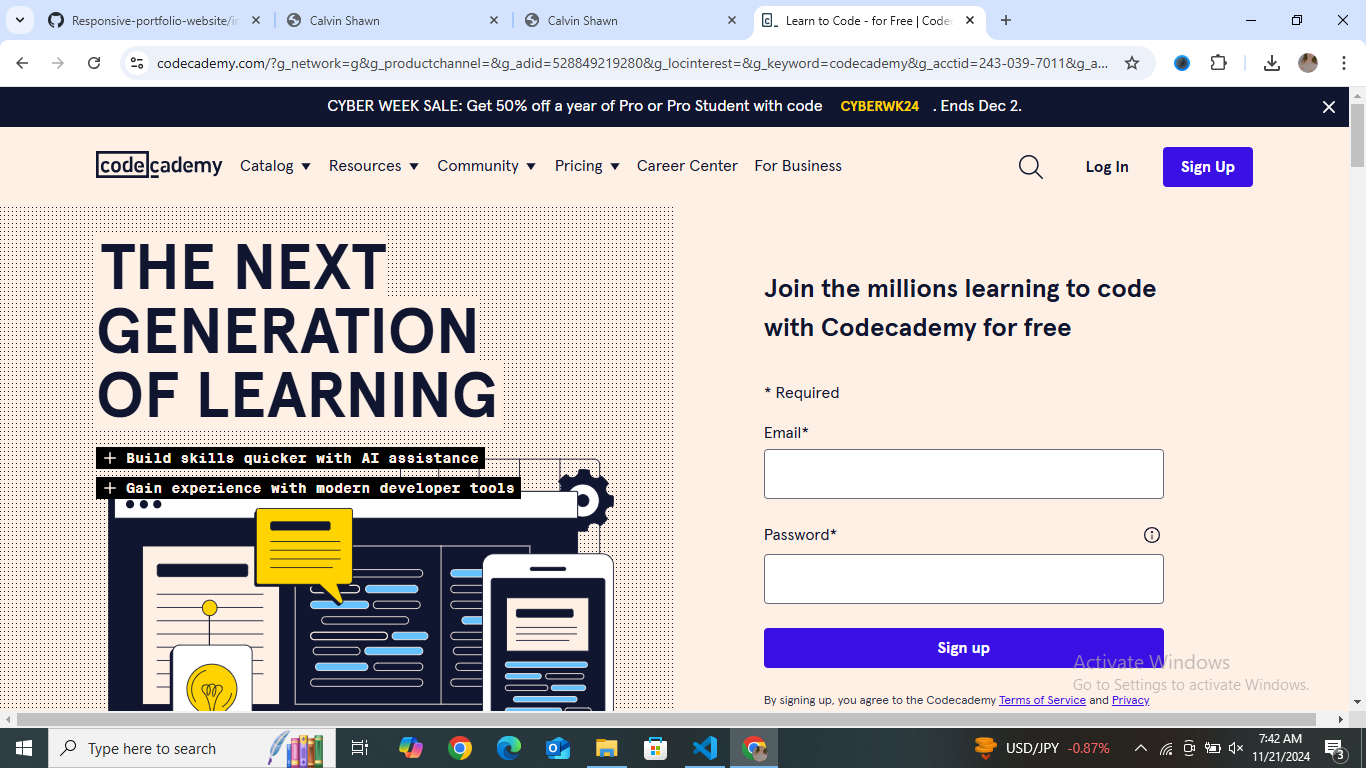 Responsive-portfolio-website/in
Calvin Shawn
Calvin Shawn
Learn to Code - for Free | Codec
codecademy.com/?g_network=g&g_productchannel=&g_adid=528849219280&g_locinterest=&g_keyword=codecademy&g_acctid=243-039-7011&g_a...
CYBER WEEK SALE: Get 50% off a year of Pro or Pro Student with code CYBERWK24 . Ends Dec 2.
codecademy Catalog Resources Community Pricing Career Center For Business Log In Sign Up
THE NEXT
GENERATION
OF LEARNING
+ Build skills quicker with AI assistance
+ Gain experience with modern developer tools
Join the millions learning to code
with Codecademy for free
* Required
Email*
Password*
Sign up
By signing up, you agree to the Codecademy Terms of Service and Privacy
Activate Windows
Go to Settings to activate Windows.
Type here to search
USD/JPY -0.87%
7:42 AM
11/21/2024
3